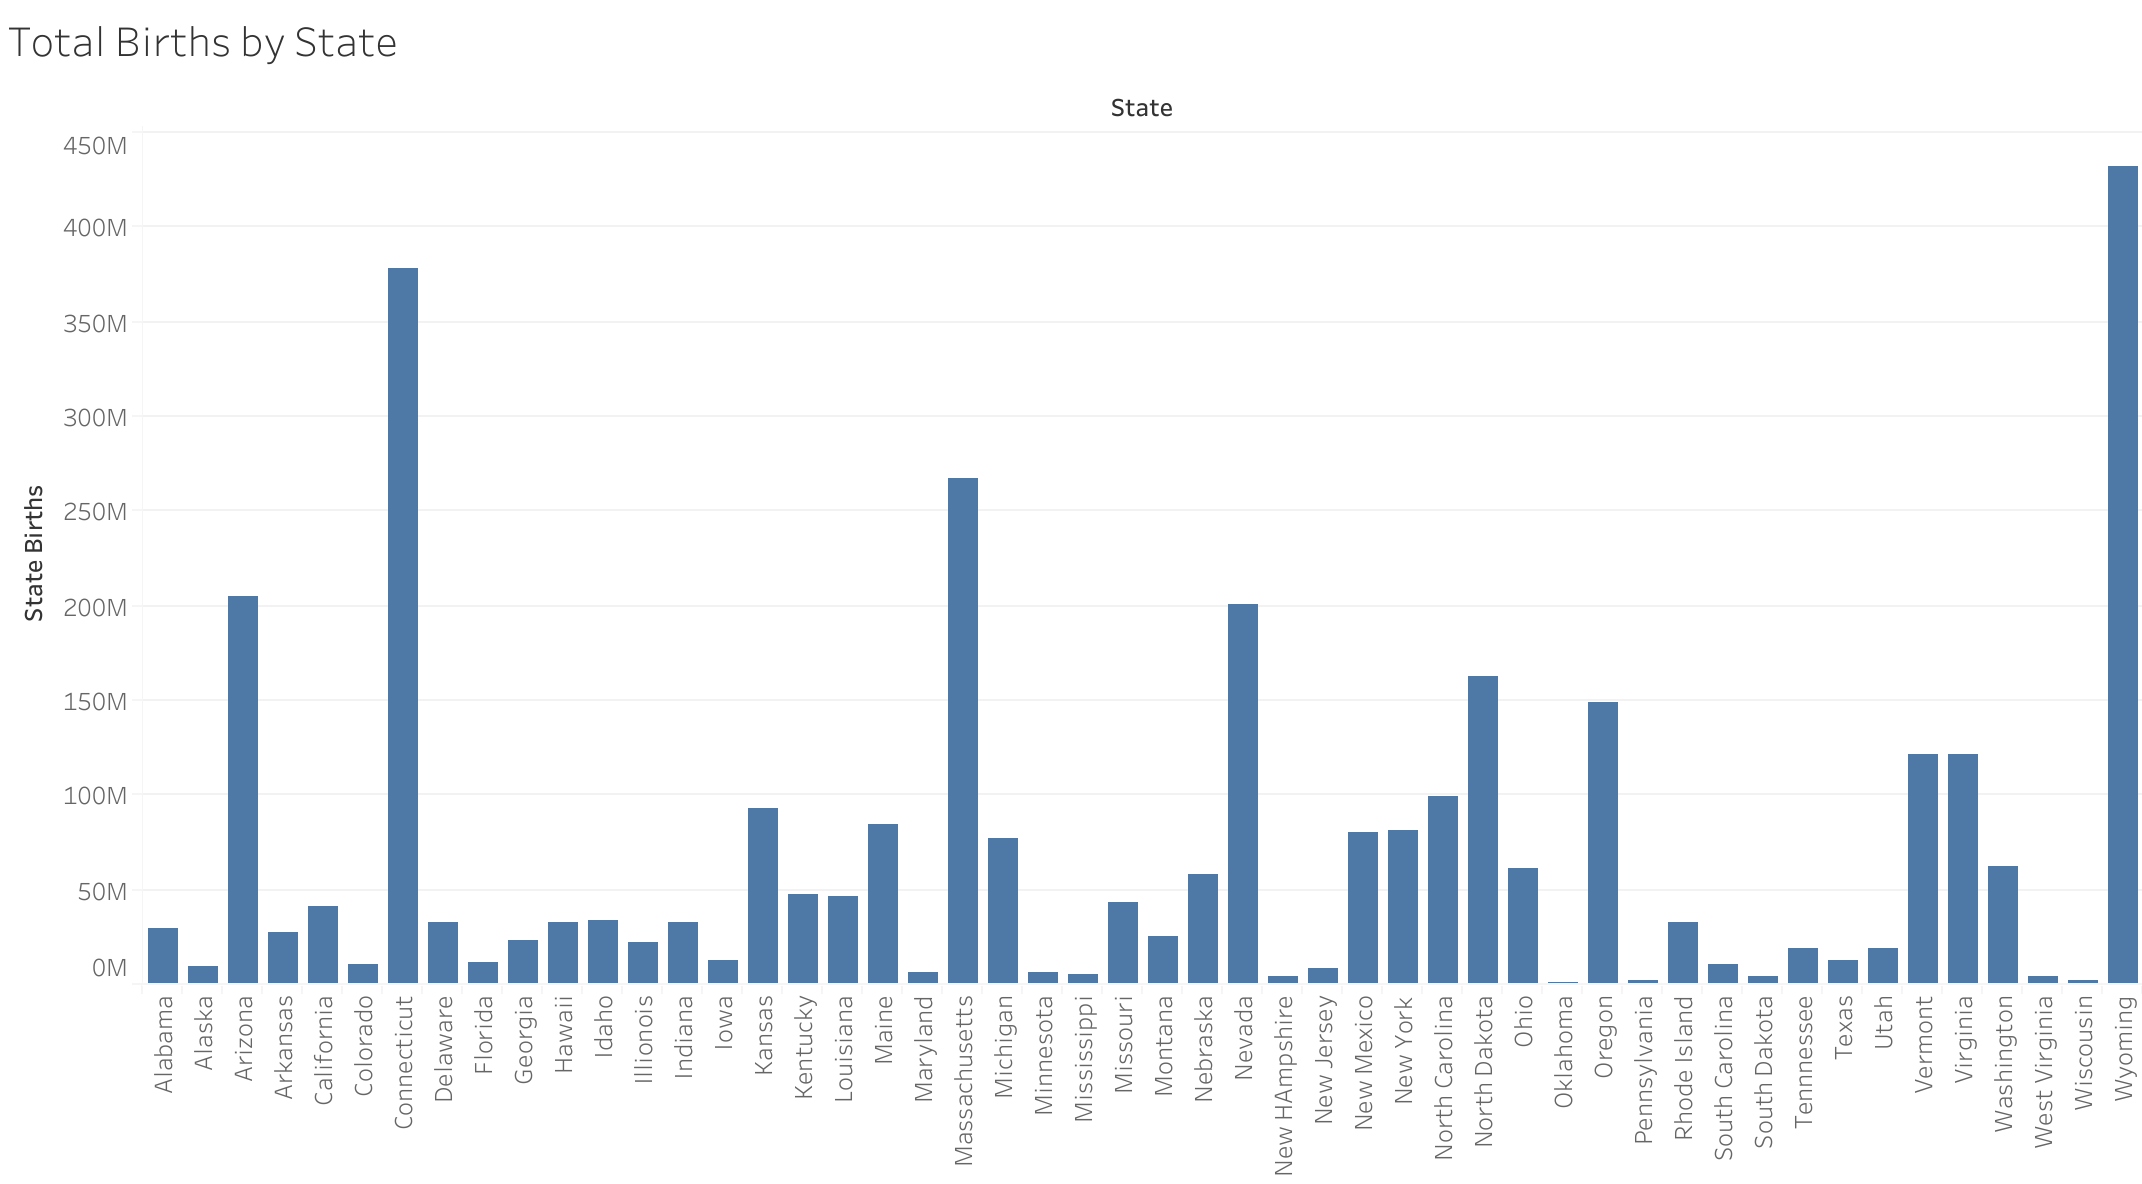 Total Births by State
State
State Births
450M
400M
350M
300M
250M
200M
150M
100M
50M
0M
Alabama
Alaska
Arizona
Arkansas
California
Colorado
Connecticut
Delaware
Florida
Georgia
Hawaii
Idaho
Illionois
Indiana
Iowa
Kansas
Kentucky
Louisiana
Maine
Maryland
Massachusetts
Michigan
Minnesota
Mississippi
Missouri
Montana
Nebraska
Nevada
New HAmpshire
New Jersey
New Mexico
New York
North Carolina
North Dakota
Ohio
Oklahoma
Oregon
Pennsylvania
Rhode Island
South Carolina
South Dakota
Tennnessee
Texas
Utah
Vermont
Virginia
Washington
West Virginia
Wiscousin
Wyoming